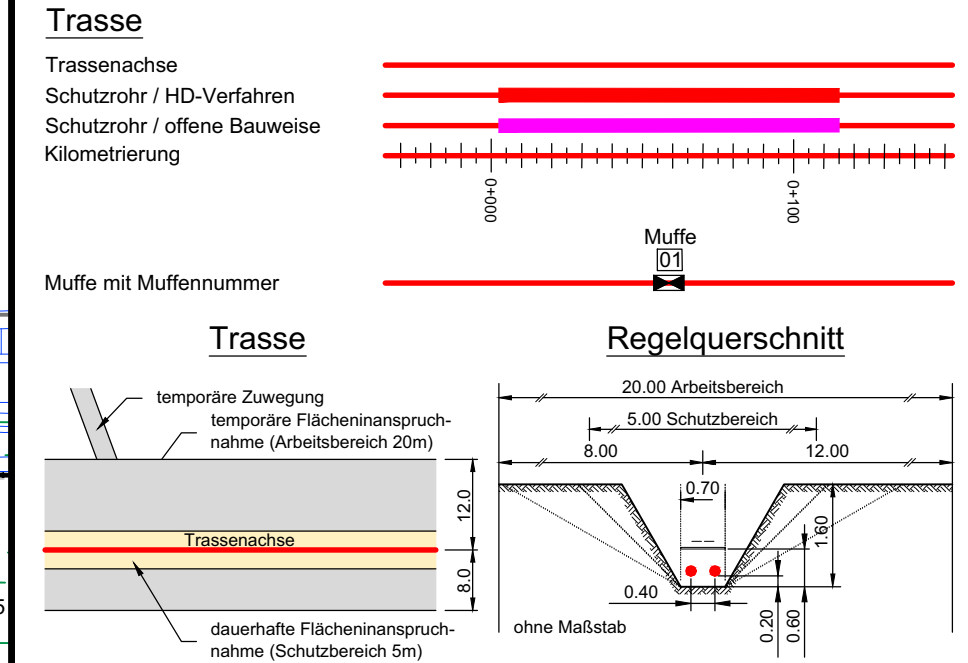 Trasse
Trassenachse
Schutzrohr / HD-Verfahren
Schutzrohr / offene Bauweise
Kilometrierung
0+000
0+100
Muffe
01
Muffe mit Muffennummer
Trasse
temporäre Zuwegung
temporäre Flächeninanspruch-
nahme (Arbeitsbereich 20m)
12.0
Trassenachse
8.0
dauerhafte Flächeninanspruch-
nahme (Schutzbereich 5m)
Regelquerschnitt
20.00 Arbeitsbereich
5.00 Schutzbereich
8.00
12.00
0.70
1.60
0.40
0.20
0.60
ohne Maßstab